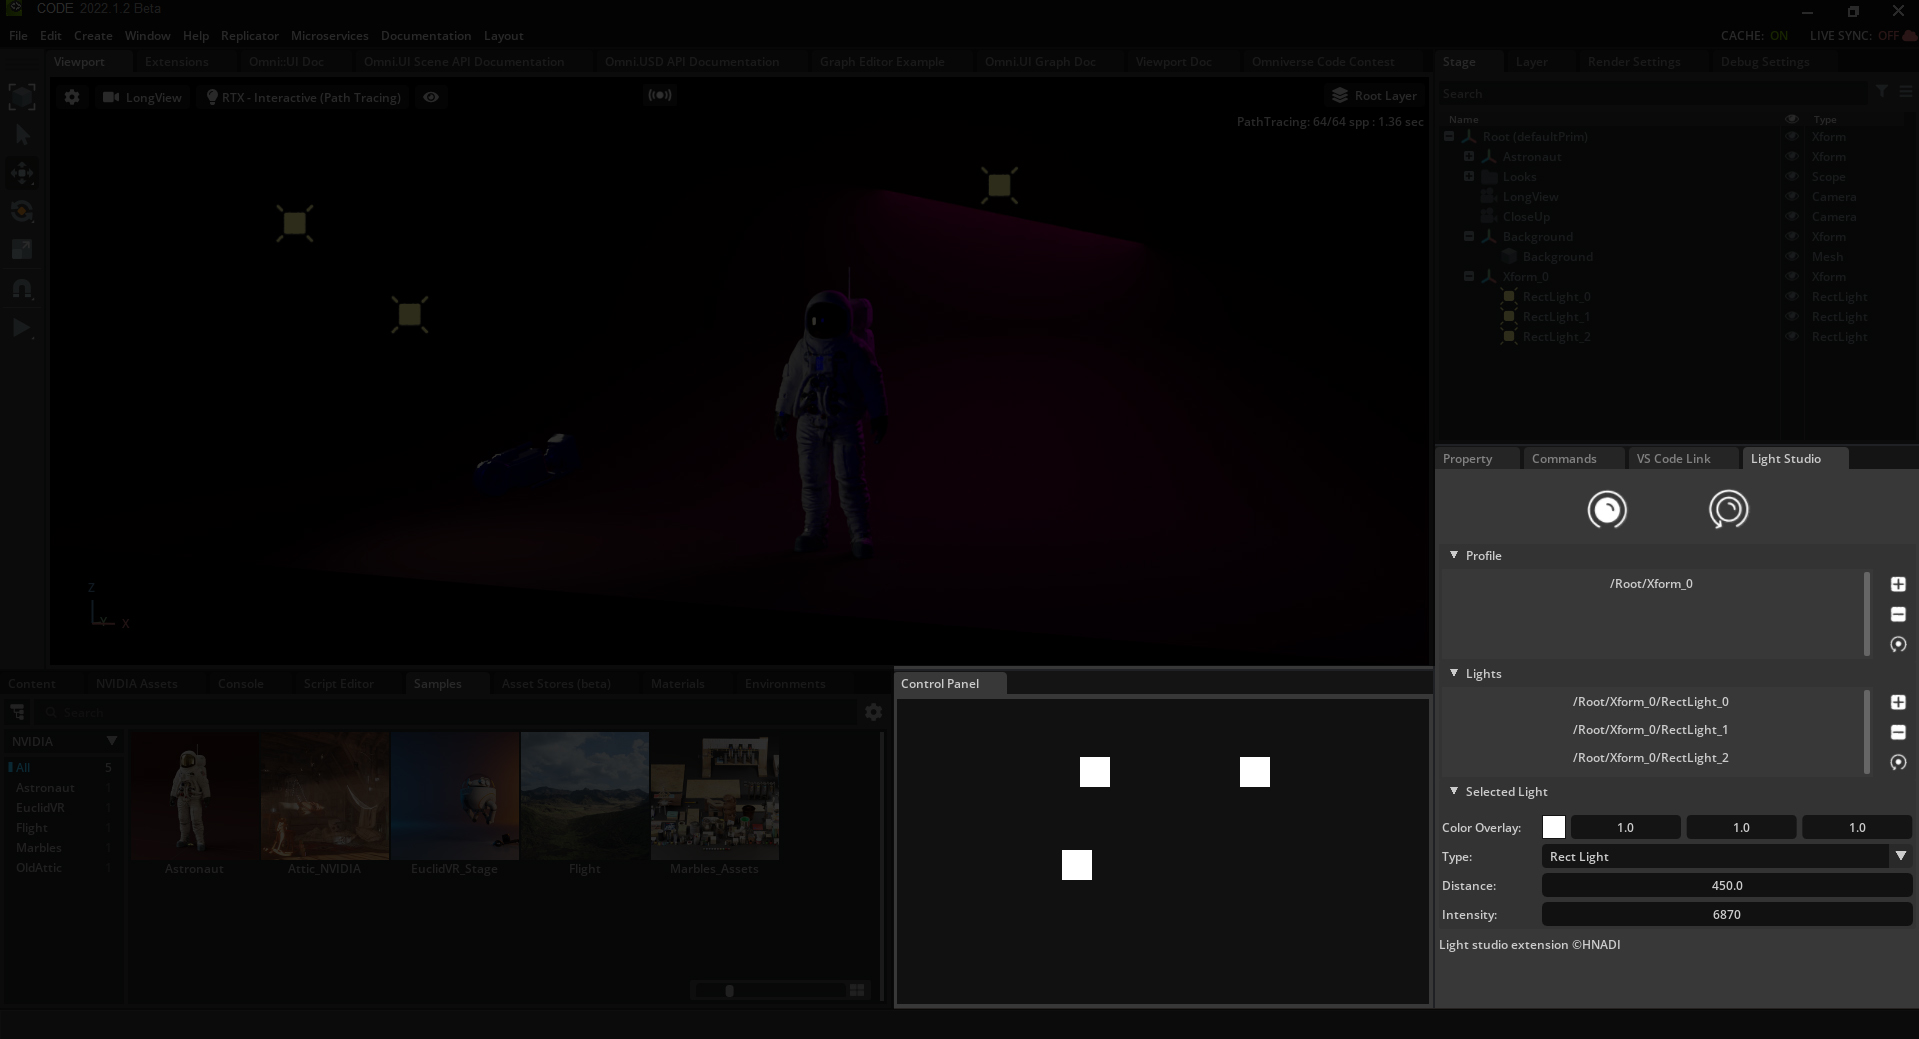 CODE 2022.1.2 Beta
File Edit Create Window Help Replicator Microservices Documentation Layout
CACHE: ON LIVE SYNC: OFF
Viewport Extensions Omni::UI Doc Omni.UI Scene API Documentation Omni.USD API Documentation Graph Editor Example Omni.UI Graph Doc Viewport Doc Omniverse Code Contest
LongView RTX - Interactive (Path Tracing) Root Layer
PathTracing: 64/64 spp : 1.36 sec
Z
Y X
Stage Layer Render Settings Debug Settings
Search
Name Type
Root (defaultPrim) Xform
Astronaut Xform
Looks Scope
LongView Camera
CloseUp Camera
Background Xform
Background Mesh
Xform_0 Xform
RectLight_0 RectLight
RectLight_1 RectLight
RectLight_2 RectLight
Property Commands VS Code Link Light Studio
Profile
/Root/Xform_0
Lights
/Root/Xform_0/RectLight_0
/Root/Xform_0/RectLight_1
/Root/Xform_0/RectLight_2
Selected Light
Color Overlay: 1.0 1.0 1.0
Type: Rect Light
Distance: 450.0
Intensity: 6870
Light studio extension ©HNADI
Content NVIDIA Assets Console Script Editor Samples Asset Stores (beta) Materials Environments
Search
NVIDIA
All 5
Astronaut 1
EuclidVR 1
Flight 1
Marbles 1
OldAttic 1
Astronaut Attic_NVIDIA EuclidVR_Stage Flight Marbles_Assets
Control Panel